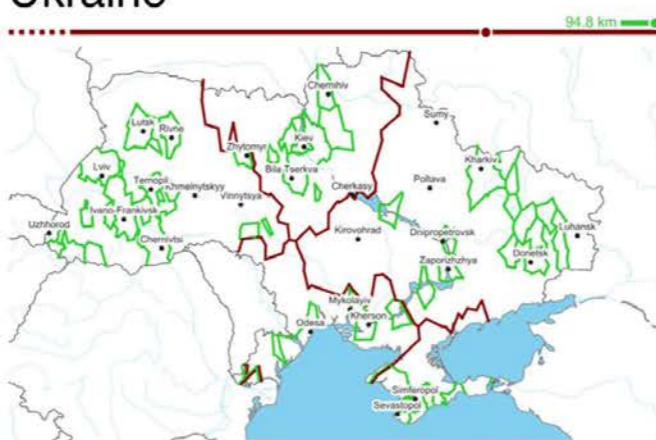 Ukraine
94.8 km
Chernihiv
Sumy
Lutsk
Rivne
Kiev
Zhytomyr
Kharkiv
Lviv
Bila Tserkva
Ternopil
Khmelnytskyy
Vinnytsya
Cherkasy
Poltava
Ivano-Frankivsk
Uzhhorod
Chernivtsi
Kirovohrad
Dnipropetrovsk
Luhansk
Donetsk
Zaporizhzhya
Mykolayiv
Odesa
Kherson
Simferopol
Sevastopol